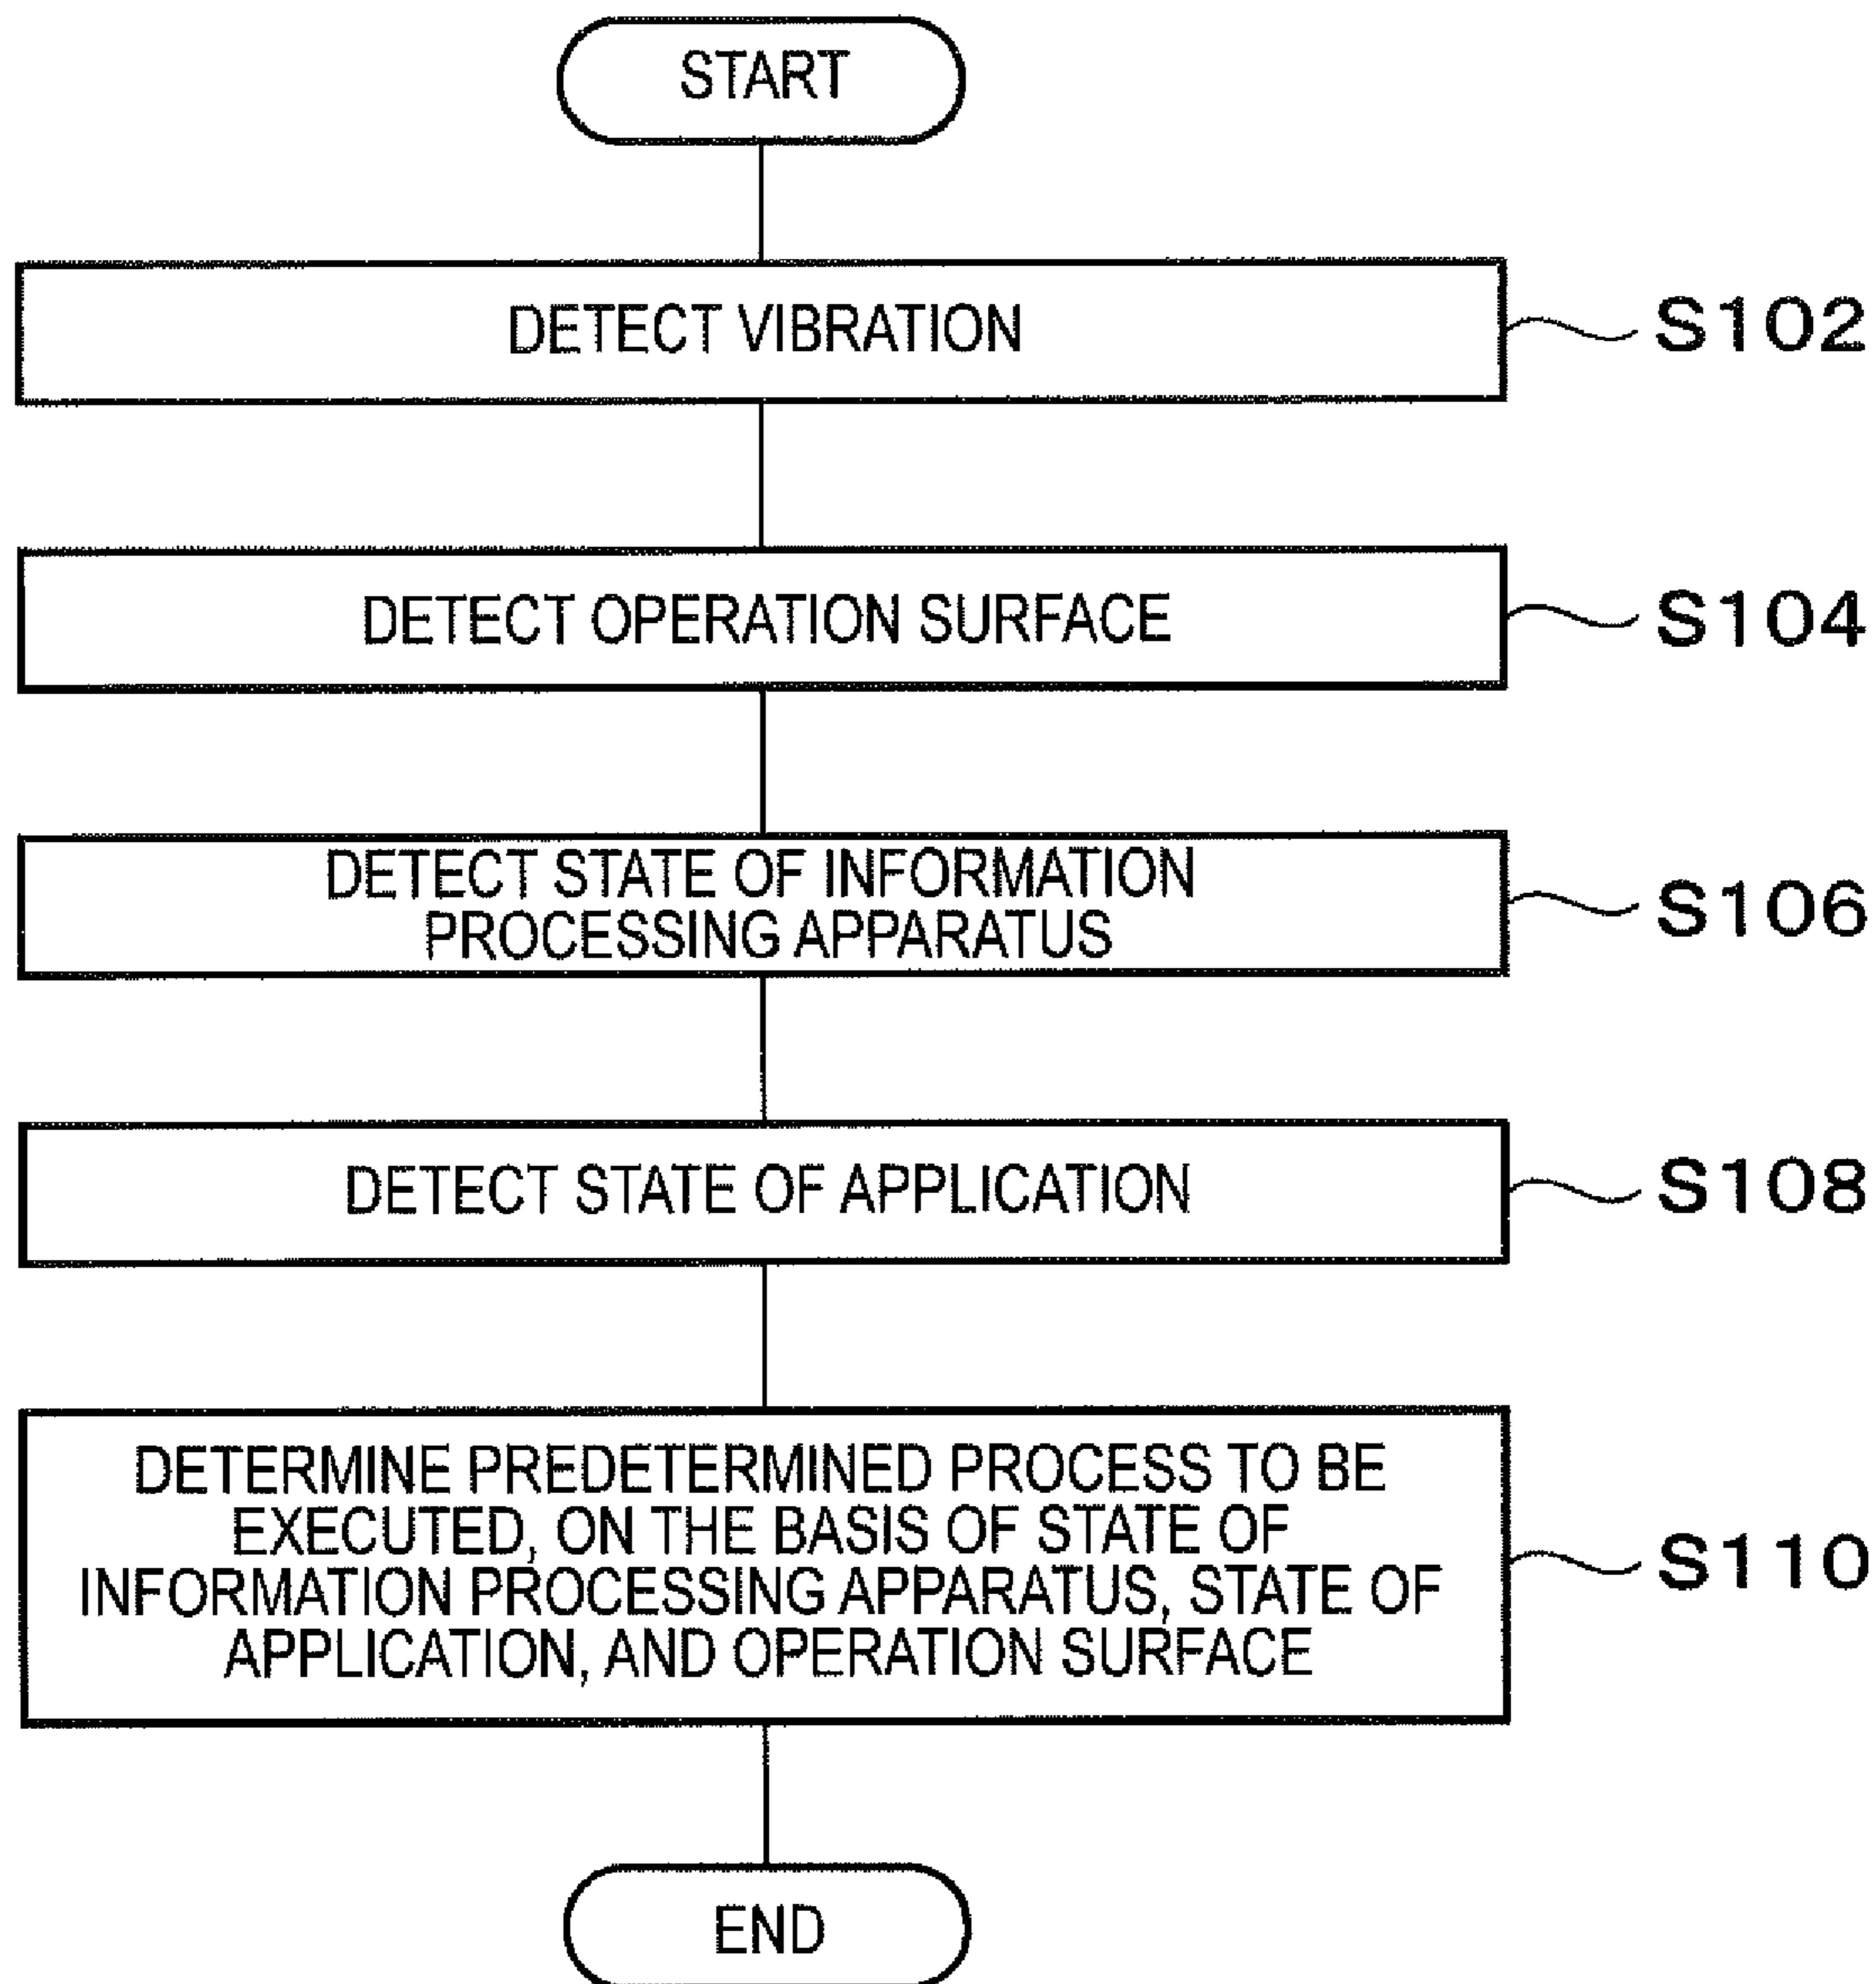 START
DETECT VIBRATION
S102
DETECT OPERATION SURFACE
S104
DETECT STATE OF INFORMATION
PROCESSING APPARATUS
S106
DETECT STATE OF APPLICATION
S108
DETERMINE PREDETERMINED PROCESS TO BE
EXECUTED, ON THE BASIS OF STATE OF
INFORMATION PROCESSING APPARATUS, STATE OF
APPLICATION, AND OPERATION SURFACE
S110
END